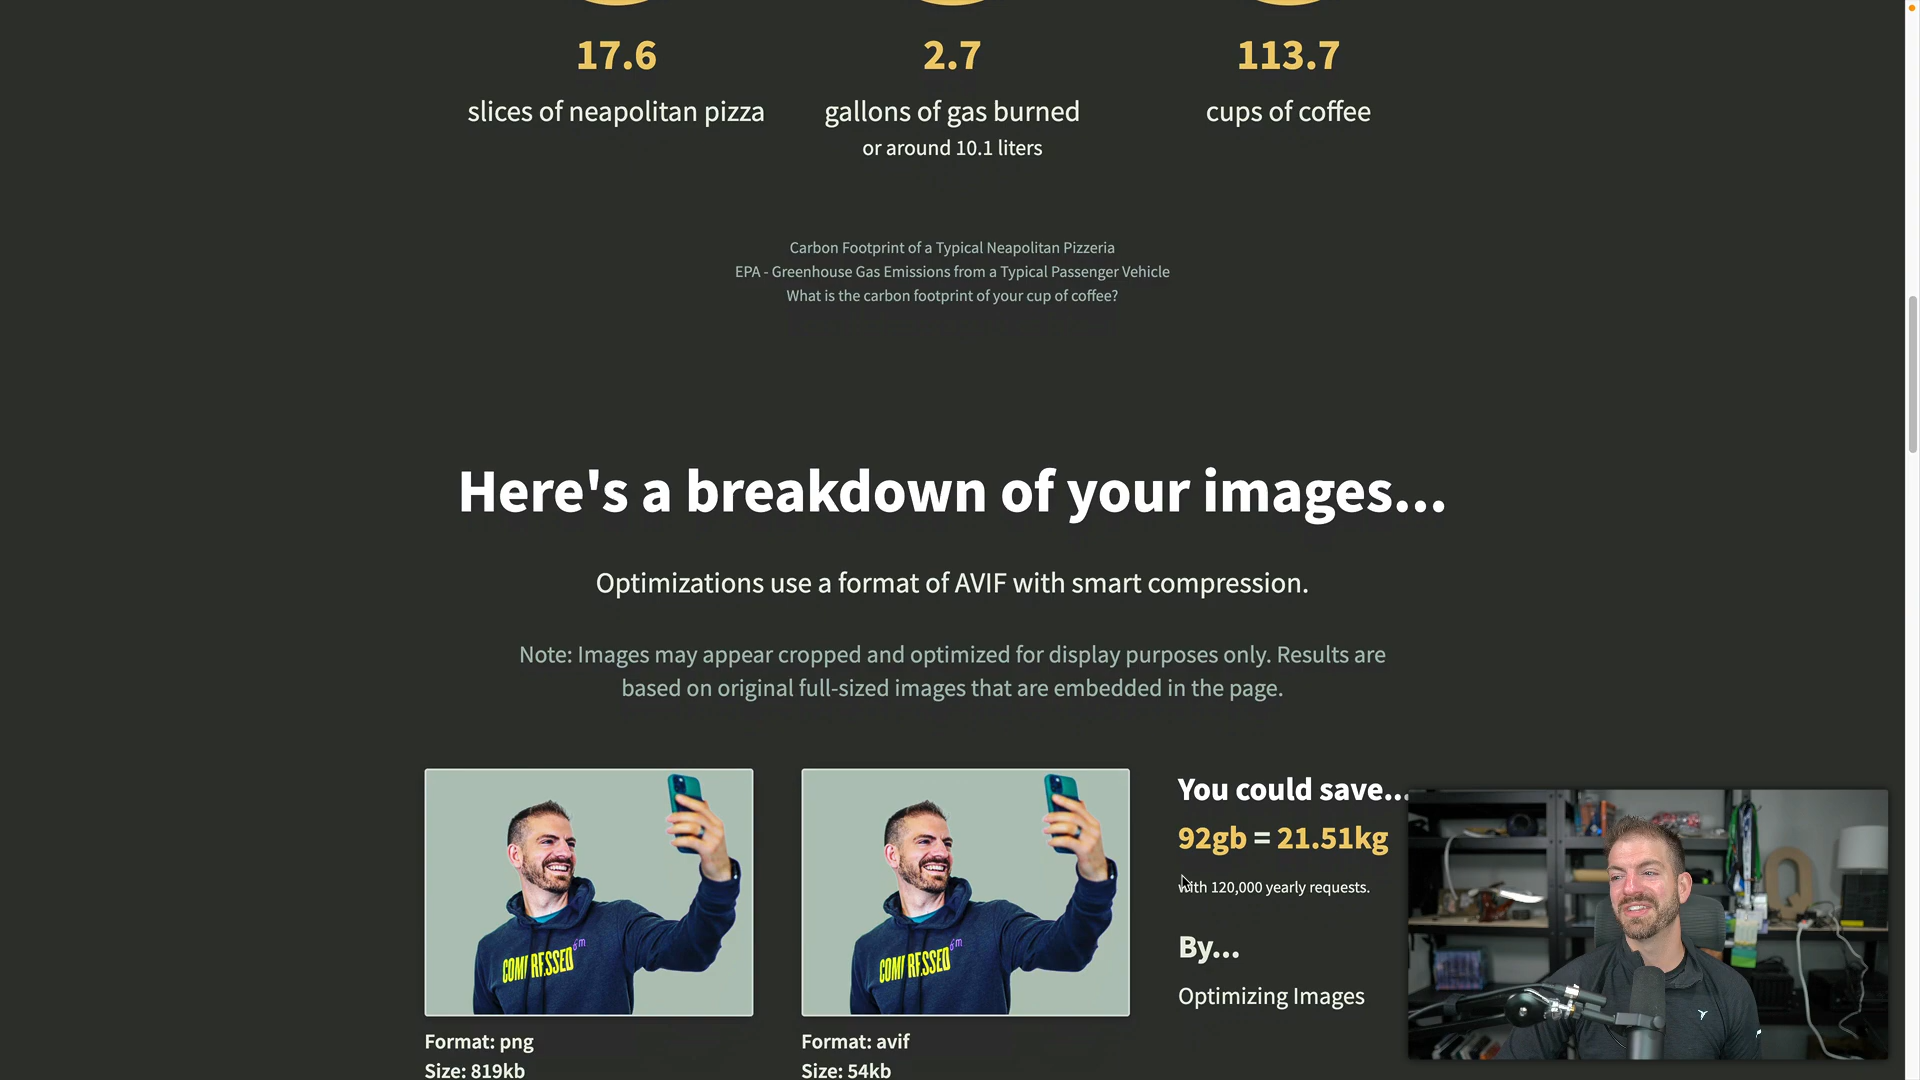 17.6
slices of neapolitan pizza
2.7
gallons of gas burned
or around 10.1 liters
113.7
cups of coffee
Carbon Footprint of a Typical Neapolitan Pizzeria
EPA - Greenhouse Gas Emissions from a Typical Passenger Vehicle
What is the carbon footprint of your cup of coffee?
Here's a breakdown of your images...
Optimizations use a format of AVIF with smart compression.
Note: Images may appear cropped and optimized for display purposes only. Results are
based on original full-sized images that are embedded in the page.
COMPRESSED
fm
Format: png
Size: 819kb
COMPRESSED
fm
Format: avif
Size: 54kb
You could save...
92gb = 21.51kg
with 120,000 yearly requests.
By...
Optimizing Images